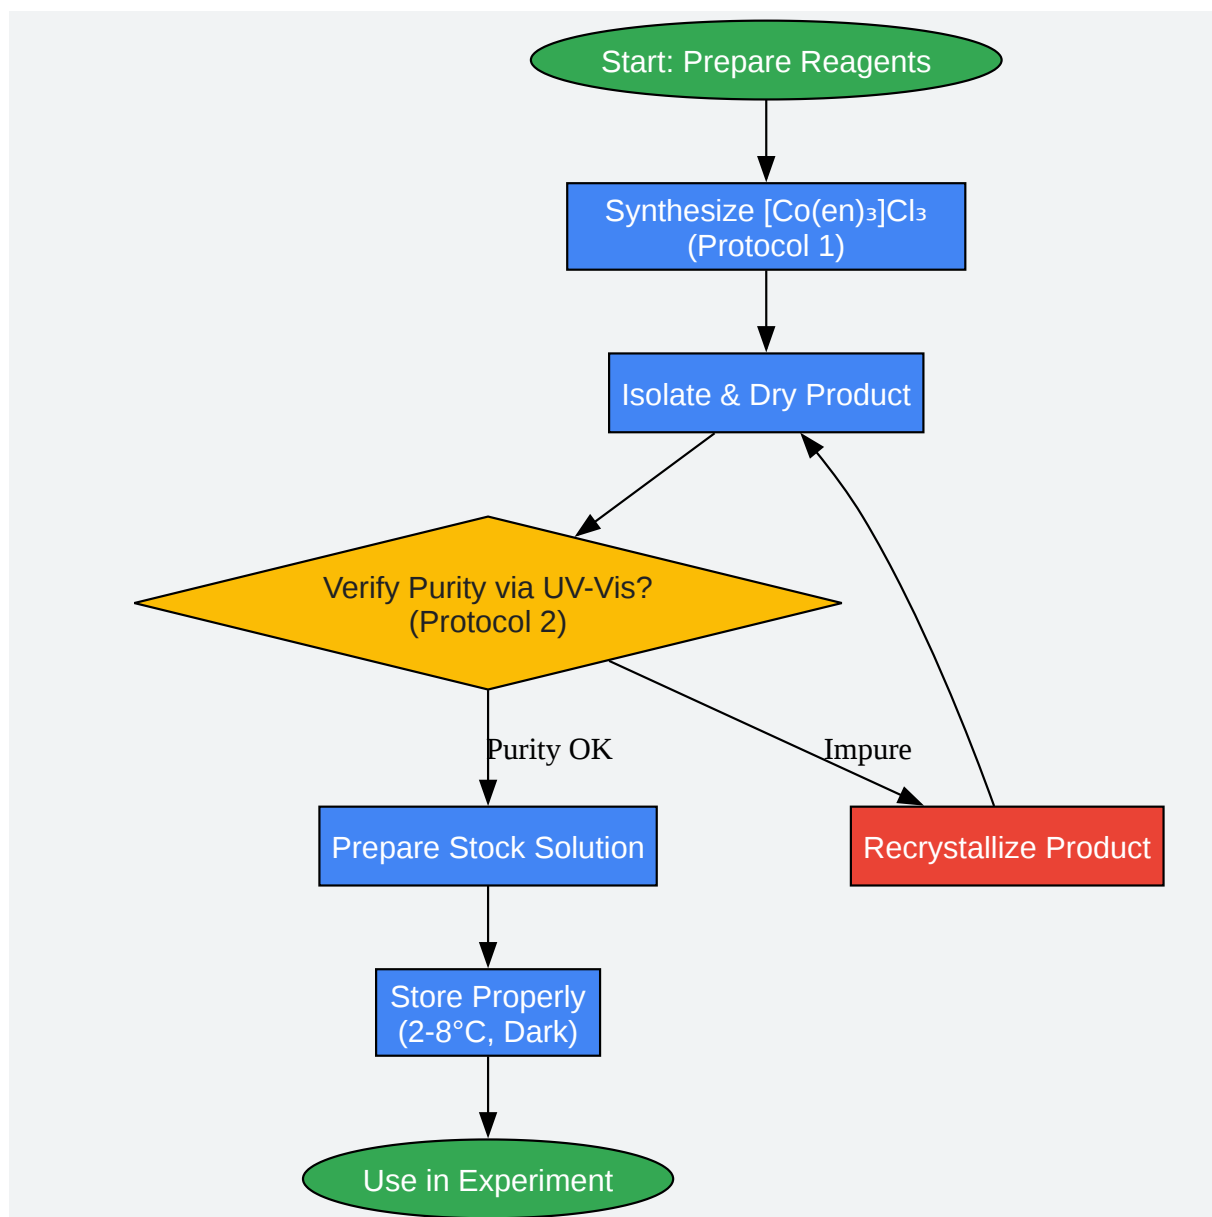 Start: Prepare Reagents
Synthesize [Co(en)₃]Cl₃
(Protocol 1)
Isolate & Dry Product
Verify Purity via UV-Vis?
(Protocol 2)
Purity OK
Impure
Prepare Stock Solution
Recrystallize Product
Store Properly
(2-8°C, Dark)
Use in Experiment